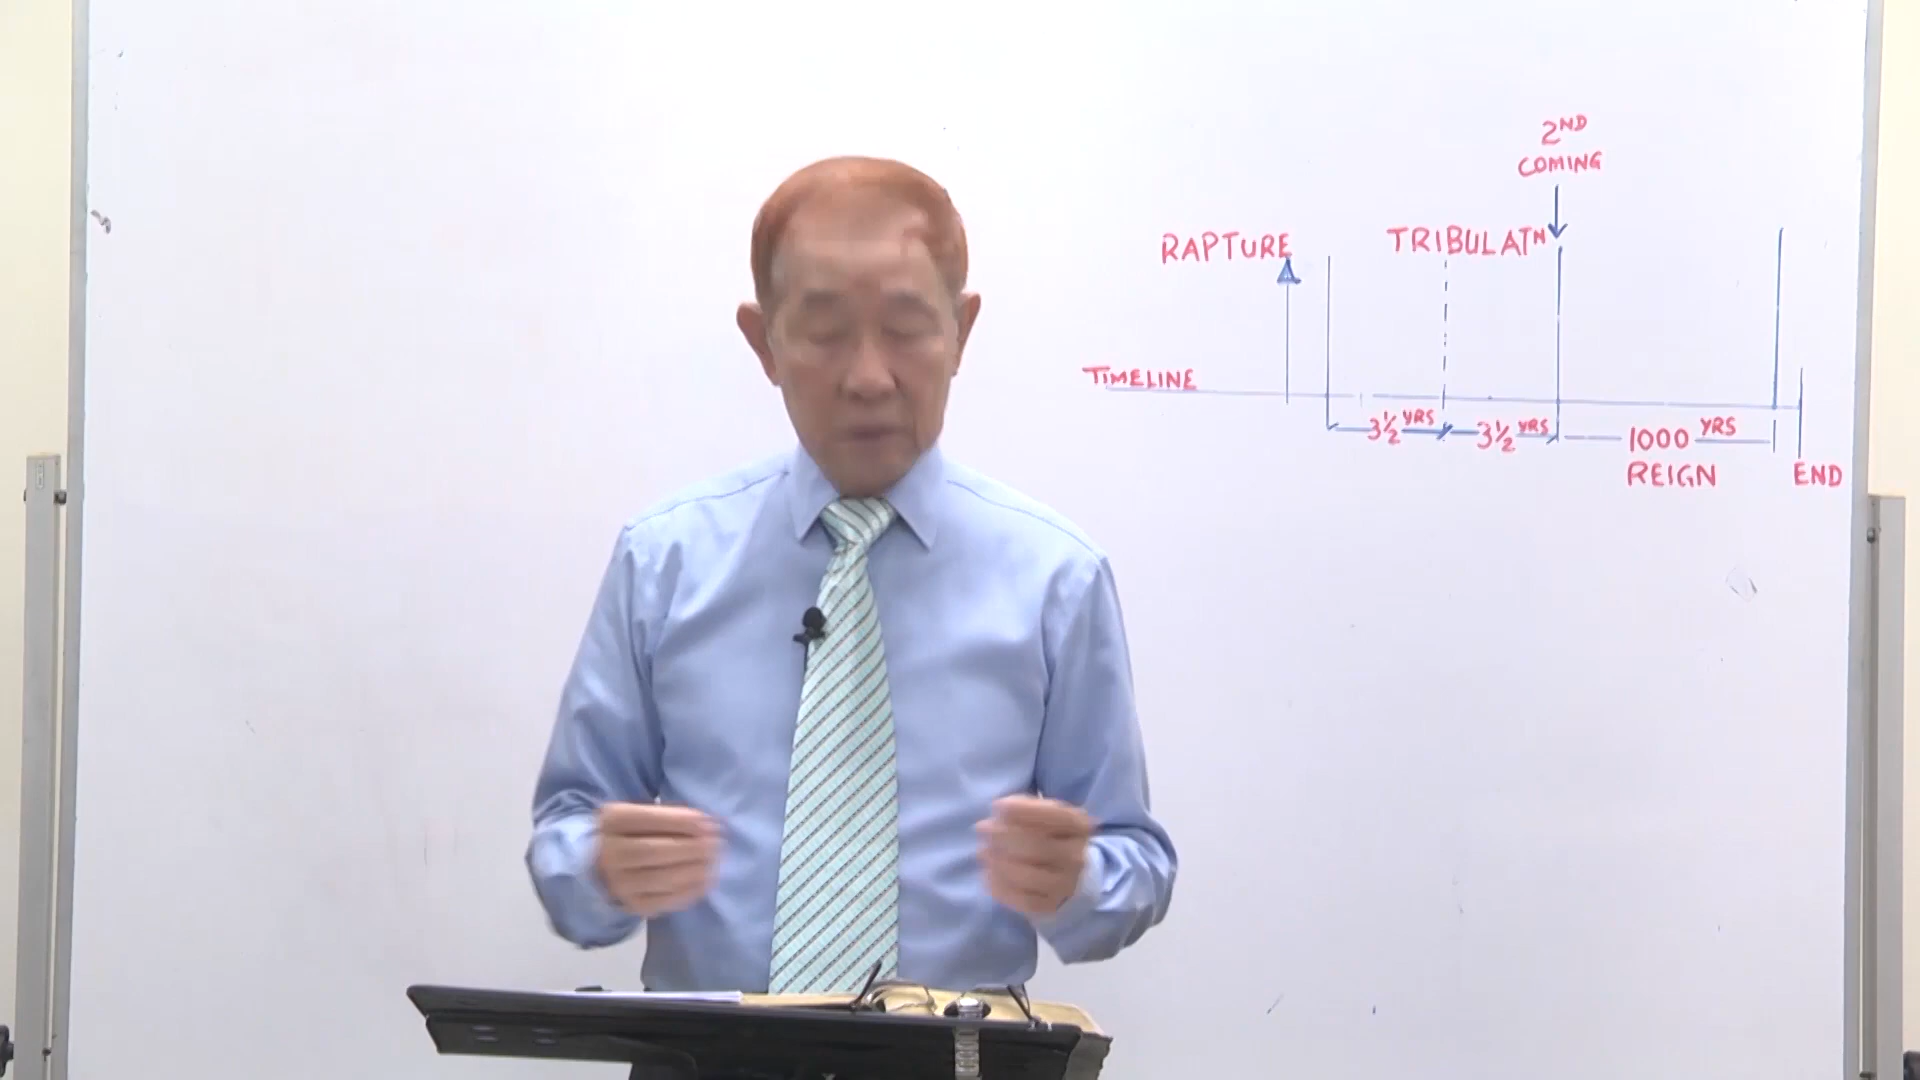 2ND
COMING
RAPTURE TRIBULATN
TIMELINE
3½ YRS 3½ YRS 1000 YRS
REIGN END